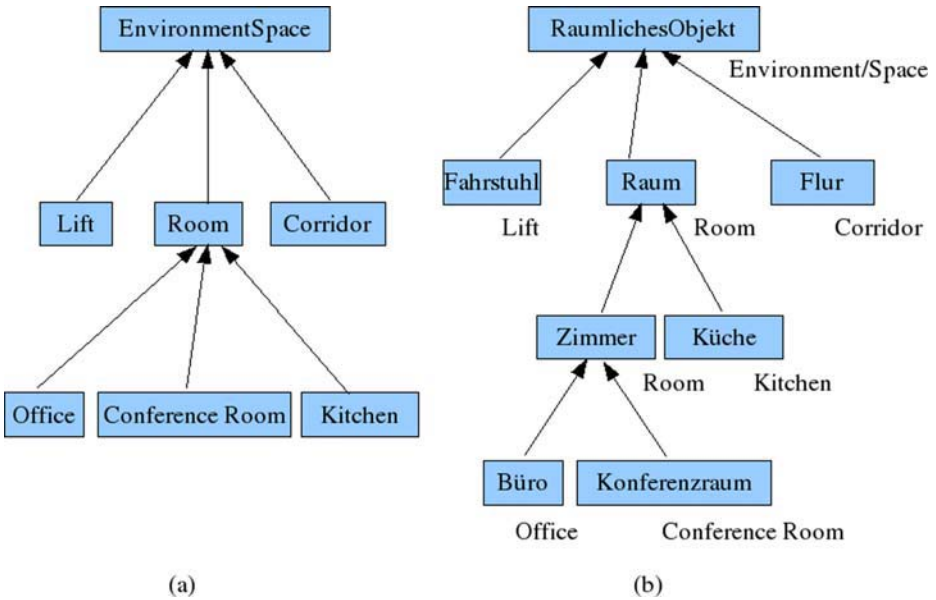 EnvironmentSpace
Lift
Room
Corridor
Office
Conference Room
Kitchen
(a)
RaumlichesObjekt
Environment/Space
Fahrstuhl
Raum
Flur
Lift
Room
Corridor
Zimmer
Küche
Room
Kitchen
Büro
Konferenzraum
Office
Conference Room
(b)